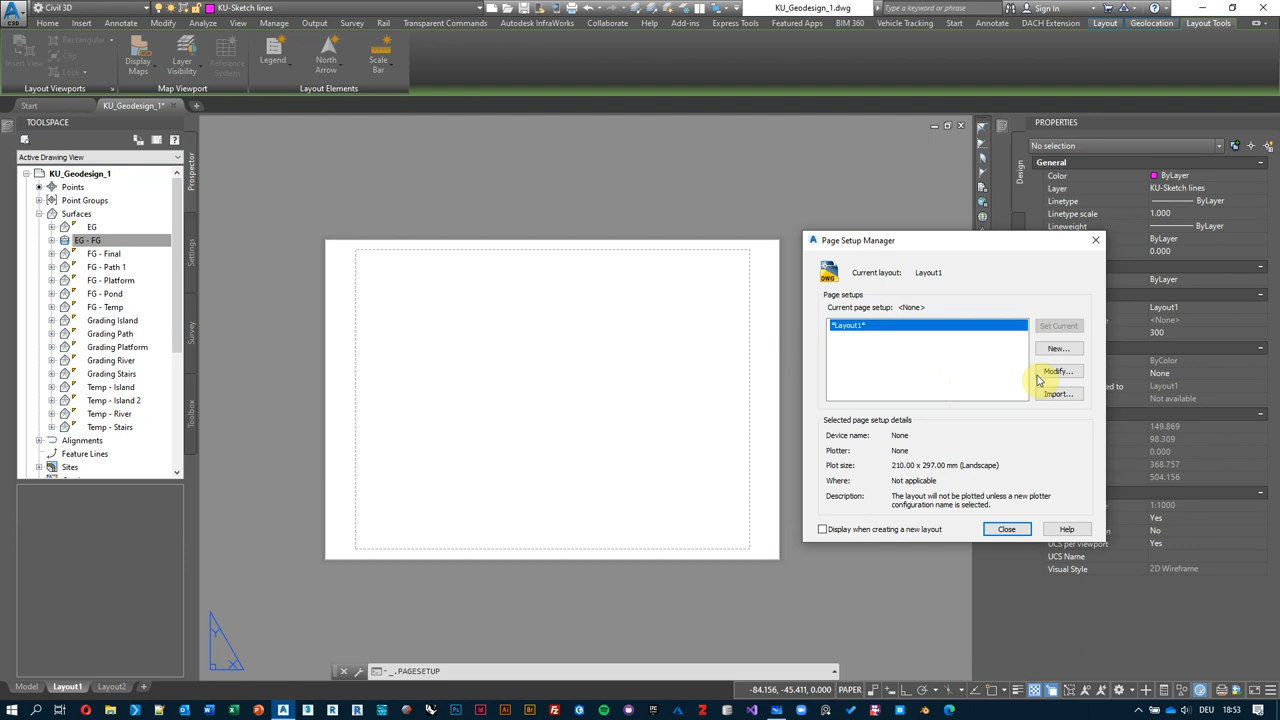 C3D
Civil 3D
KU-Sketch lines
KU_Geodesign_1.dwg
Type a keyword or phrase
Sign In
Home Insert Annotate Modify Analyze View Manage Output Survey Rail Transparent Commands Autodesk InfraWorks Collaborate Help Add-ins Express Tools Featured Apps BIM 360 Vehicle Tracking Start Annotate DACH Extension Layout Geolocation Layout Tools
Insert View
Rectangular
Clip
Lock
Display Maps
Layer Visibility
Reference System
Legend
North Arrow
Scale Bar
Layout Viewports
Map Viewport
Layout Elements
Start
KU_Geodesign_1*
TOOLSPACE
Active Drawing View
KU_Geodesign_1
Points
Point Groups
Surfaces
EG
EG - FG
FG - Final
FG - Path 1
FG - Platform
FG - Pond
FG - Temp
Grading Island
Grading Path
Grading Platform
Grading River
Grading Stairs
Temp - Island
Temp - Island 2
Temp - River
Temp - Stairs
Alignments
Feature Lines
Sites
Prospector
Settings
Survey
Toolbox
Page Setup Manager
DWG
Current layout: Layout1
Page setups
Current page setup: <None>
*Layout1*
Set Current
New...
Modify...
Import...
Selected page setup details
Device name: None
Plotter: None
Plot size: 210.00 x 297.00 mm (Landscape)
Where: Not applicable
Description: The layout will not be plotted unless a new plotter
configuration name is selected.
Display when creating a new layout
Close
Help
Design
PROPERTIES
No selection
General
Color ByLayer
Layer KU-Sketch lines
Linetype ByLayer
Linetype scale 1.000
Lineweight ByLayer
ByLayer
0.000
ByLayer
Layout1
<None>
300
ByColor
None
Layout1
Not available
149.869
98.309
0.000
368.757
504.156
1:1000
Yes
No
UCS per viewport Yes
UCS Name
Visual Style 2D Wireframe
Y
X
_.PAGESETUP
Model Layout1 Layout2
-84.156, -45.411, 0.000 PAPER
DEU 18:53